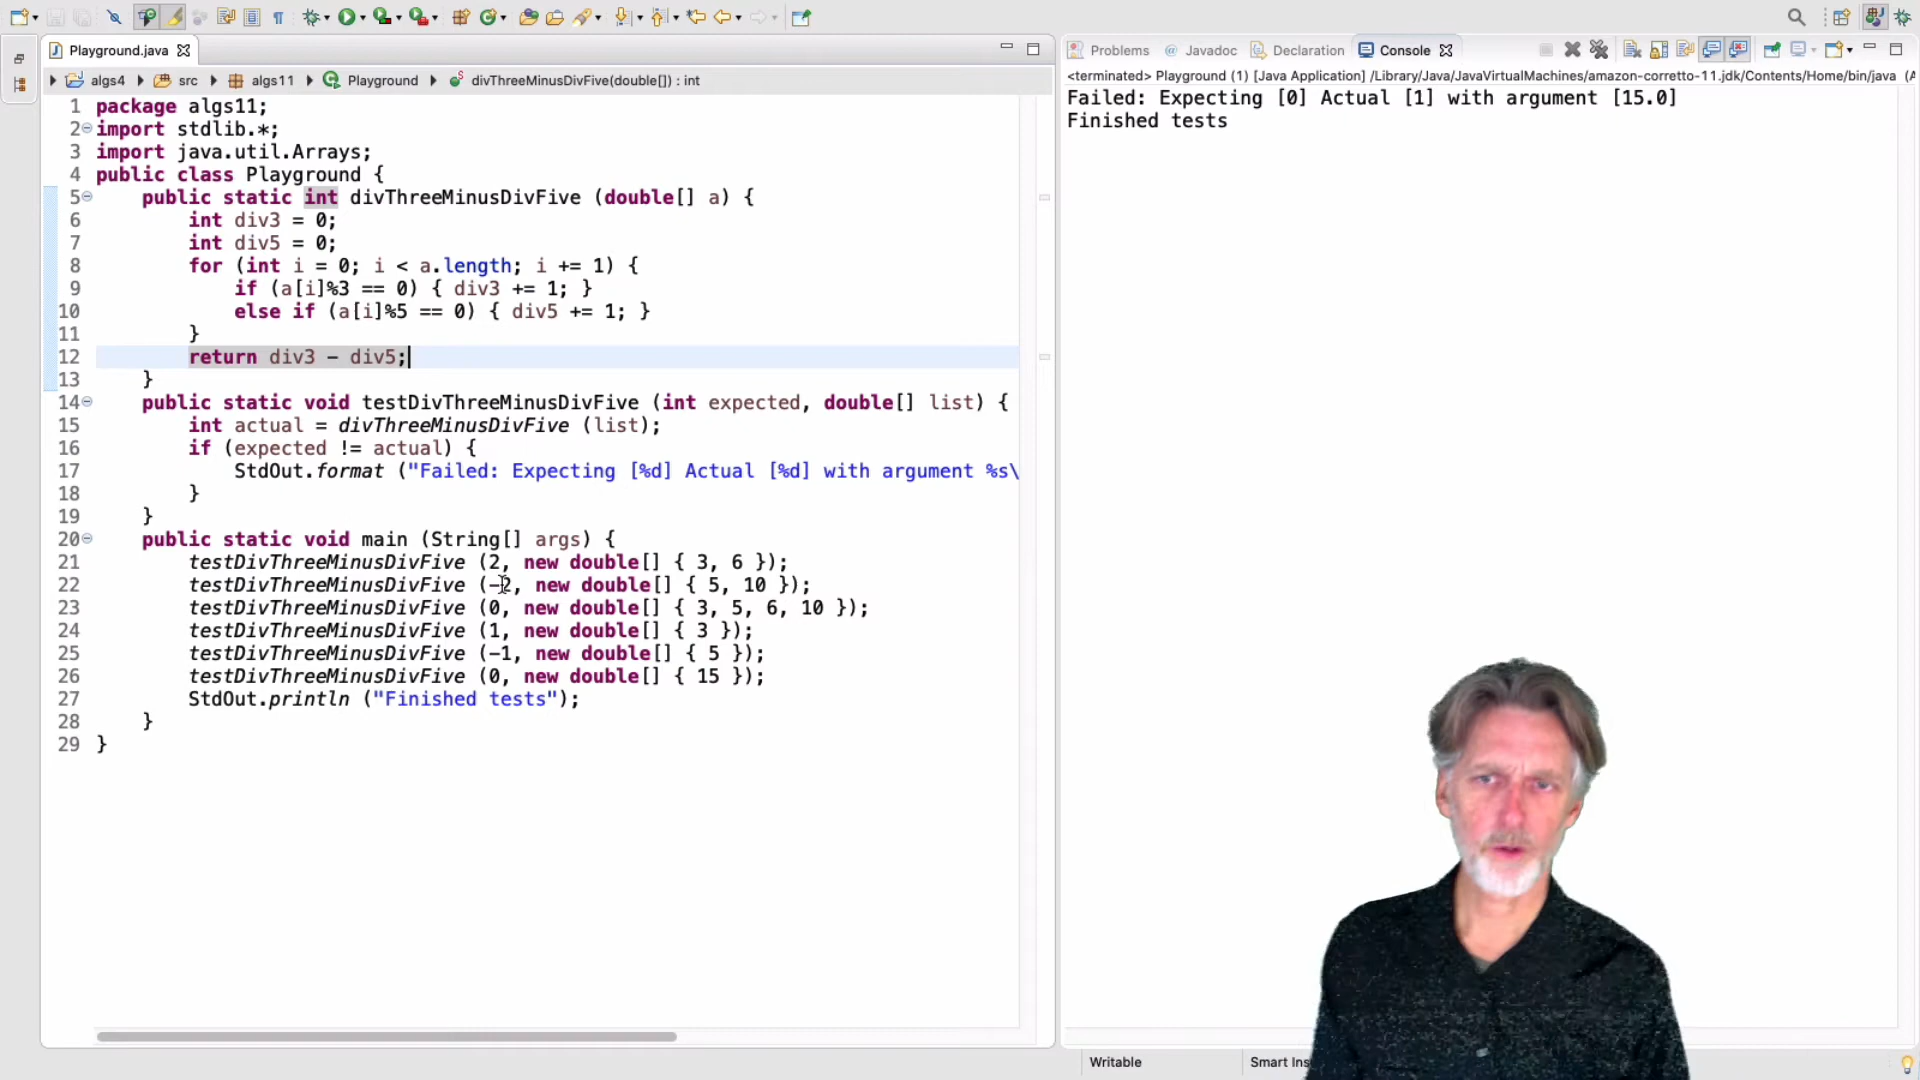 Playground.java
algs4 src algs11 Playground divThreeMinusDivFive(double[]) : int
1 package algs11;
2 import stdlib.*;
3 import java.util.Arrays;
4 public class Playground {
5 public static int divThreeMinusDivFive (double[] a) {
6 int div3 = 0;
7 int div5 = 0;
8 for (int i = 0; i < a.length; i += 1) {
9 if (a[i]%3 == 0) { div3 += 1; }
10 else if (a[i]%5 == 0) { div5 += 1; }
11 }
12 return div3 - div5;
13 }
14 public static void testDivThreeMinusDivFive (int expected, double[] list) {
15 int actual = divThreeMinusDivFive (list);
16 if (expected != actual) {
17 StdOut.format ("Failed: Expecting [%d] Actual [%d] with argument %s\
18 }
19 }
20 public static void main (String[] args) {
21 testDivThreeMinusDivFive (2, new double[] { 3, 6 });
22 testDivThreeMinusDivFive (-2, new double[] { 5, 10 });
23 testDivThreeMinusDivFive (0, new double[] { 3, 5, 6, 10 });
24 testDivThreeMinusDivFive (1, new double[] { 3 });
25 testDivThreeMinusDivFive (-1, new double[] { 5 });
26 testDivThreeMinusDivFive (0, new double[] { 15 });
27 StdOut.println ("Finished tests");
28 }
29 }
Problems Javadoc Declaration Console
<terminated> Playground (1) [Java Application] /Library/Java/JavaVirtualMachines/amazon-corretto-11.jdk/Contents/Home/bin/java (
Failed: Expecting [0] Actual [1] with argument [15.0]
Finished tests
Writable Smart Ins